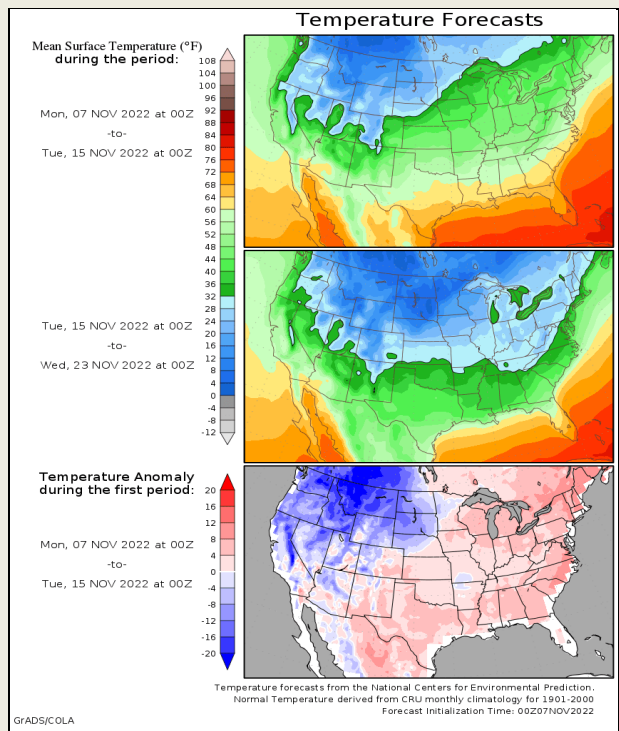 Temperature Forecasts
Mean Surface Temperature (°F)
during the period:
Mon, 07 NOV 2022 at 00Z
-to-
Tue, 15 NOV 2022 at 00Z
108
104
100
96
92
88
84
80
76
72
68
64
60
56
52
48
44
40
36
32
28
24
20
16
12
8
4
0
-4
-8
-12
Tue, 15 NOV 2022 at 00Z
-to-
Wed, 23 NOV 2022 at 00Z
Temperature Anomaly
during the first period:
Mon, 07 NOV 2022 at 00Z
-to-
Tue, 15 NOV 2022 at 00Z
20
16
12
8
4
0
-4
-8
-12
-16
-20
Temperature forecasts from the National Centers for Environmental Prediction.
Normal Temperature derived from CRU monthly climatology for 1901-2000
Forecast Initialization Time: 00Z07NOV2022
GrADS/COLA